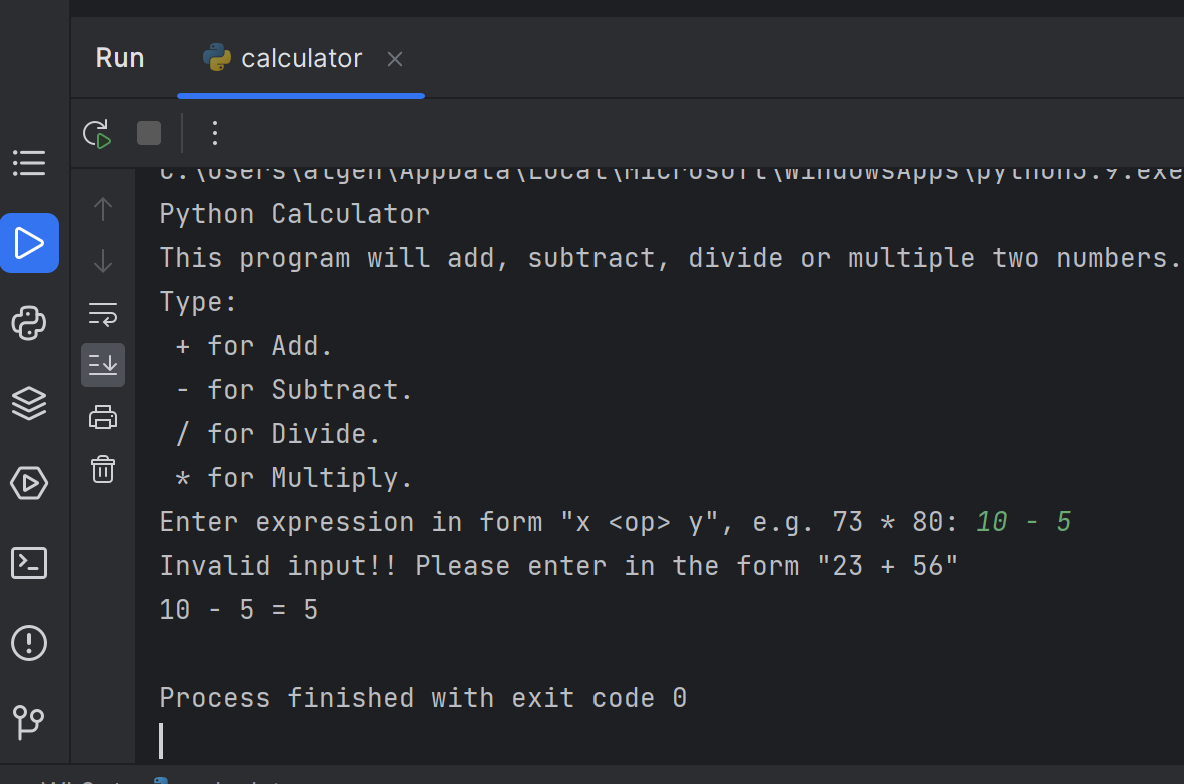 Run calculator
C:\Users\algen\AppData\Local\Microsoft\WindowsApps\python3.9.exe
Python Calculator
This program will add, subtract, divide or multiple two numbers.
Type:
+ for Add.
- for Subtract.
/ for Divide.
* for Multiply.
Enter expression in form "x <op> y", e.g. 73 * 80: 10 - 5
Invalid input!! Please enter in the form "23 + 56"
10 - 5 = 5
Process finished with exit code 0